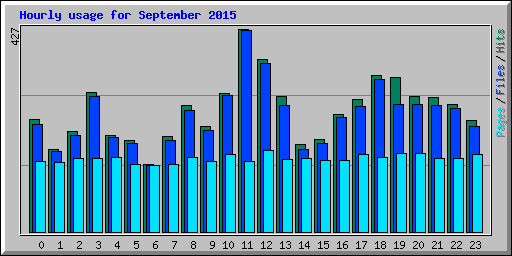 Hourly usage for September 2015
427
Pages/Files/Hits
0 1 2 3 4 5 6 7 8 9 10 11 12 13 14 15 16 17 18 19 20 21 22 23